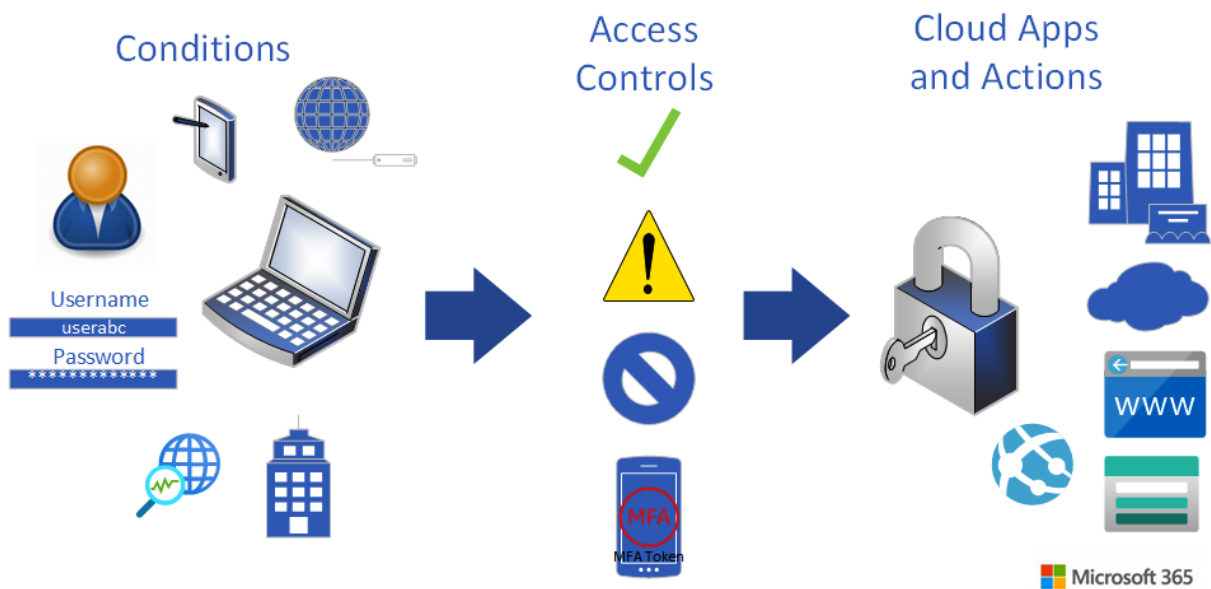 Conditions
Access
Controls
Cloud Apps
and Actions
Username
userabc
Password
*************
WWW
MFA
MFA Token
Microsoft 365